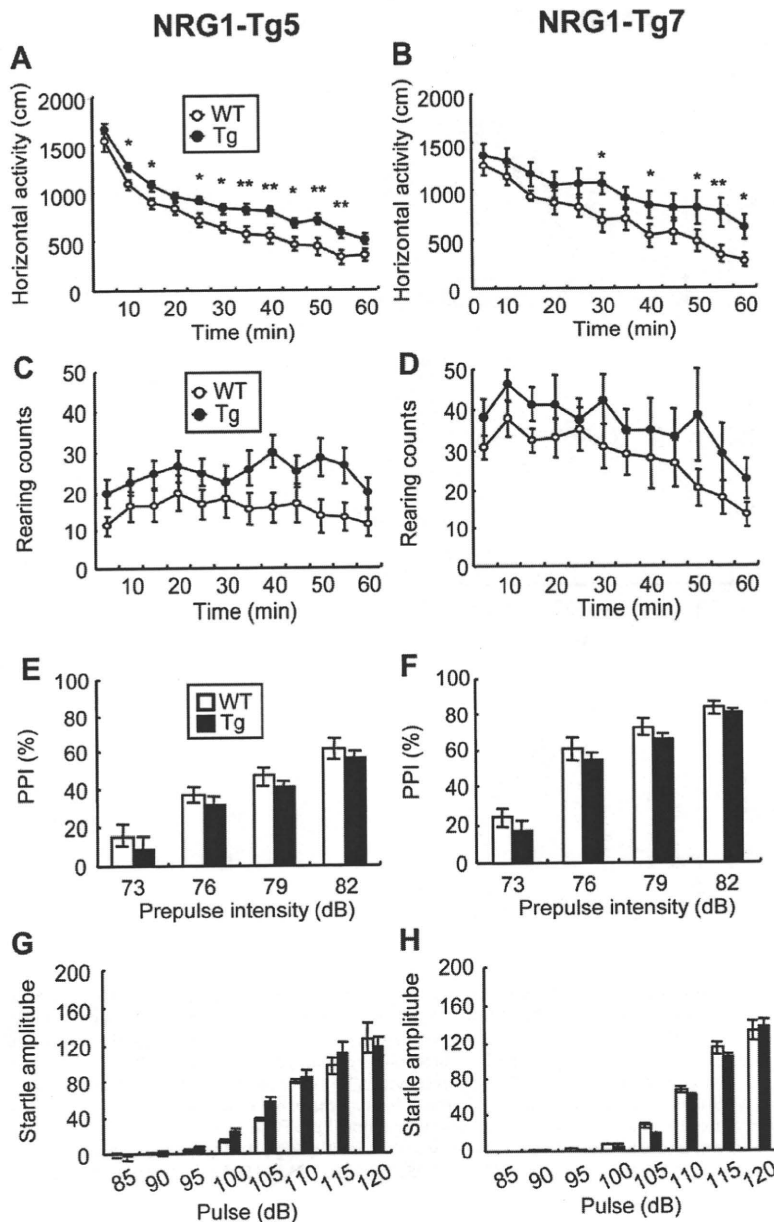 NRG1-Tg5
NRG1-Tg7
A
Horizontal activity (cm)
2000
1500
1000
500
0
WT
Tg
* * * * ** ** * ** **
10 20 30 40 50 60
Time (min)
B
Horizontal activity (cm)
2000
1500
1000
500
0
* * * ** *
0 10 20 30 40 50 60
Time (min)
C
Rearing counts
50
40
30
20
10
0
WT
Tg
10 20 30 40 50 60
Time (min)
D
Rearing counts
50
40
30
20
10
0
10 20 30 40 50 60
Time (min)
E
PPI (%)
100
80
60
40
20
0
WT
Tg
73 76 79 82
Prepulse intensity (dB)
F
PPI (%)
100
80
60
40
20
0
73 76 79 82
Prepulse intensity (dB)
G
Startle amplitube
200
160
120
80
40
0
85 90 95 100 105 110 115 120
Pulse (dB)
H
Startle amplitube
200
160
120
80
40
0
85 90 95 100 105 110 115 120
Pulse (dB)